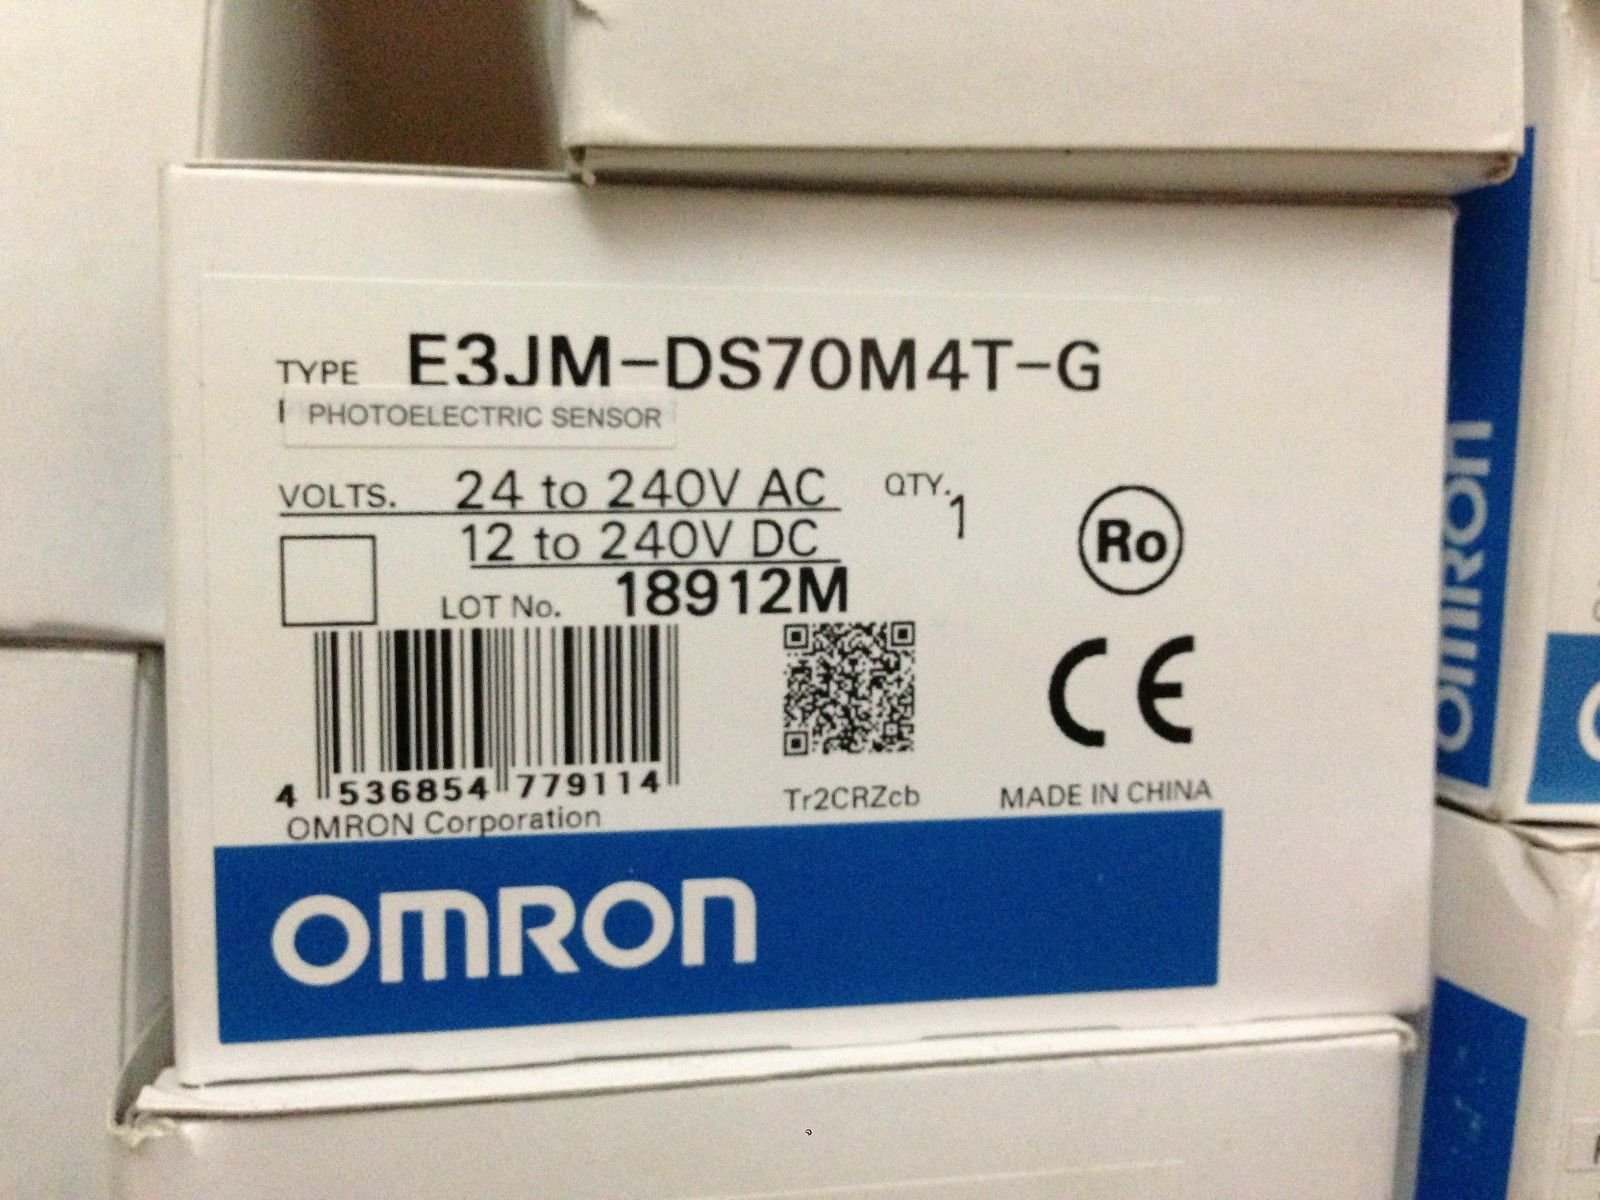 TYPE E3JM-DS70M4T-G
PHOTOELECTRIC SENSOR
VOLTS. 24 to 240V AC QTY. 1
12 to 240V DC
LOT No. 18912M
Ro
CE
4 536854 779114
Tr2CRZcb
MADE IN CHINA
OMRON Corporation
OMRON
OMRON